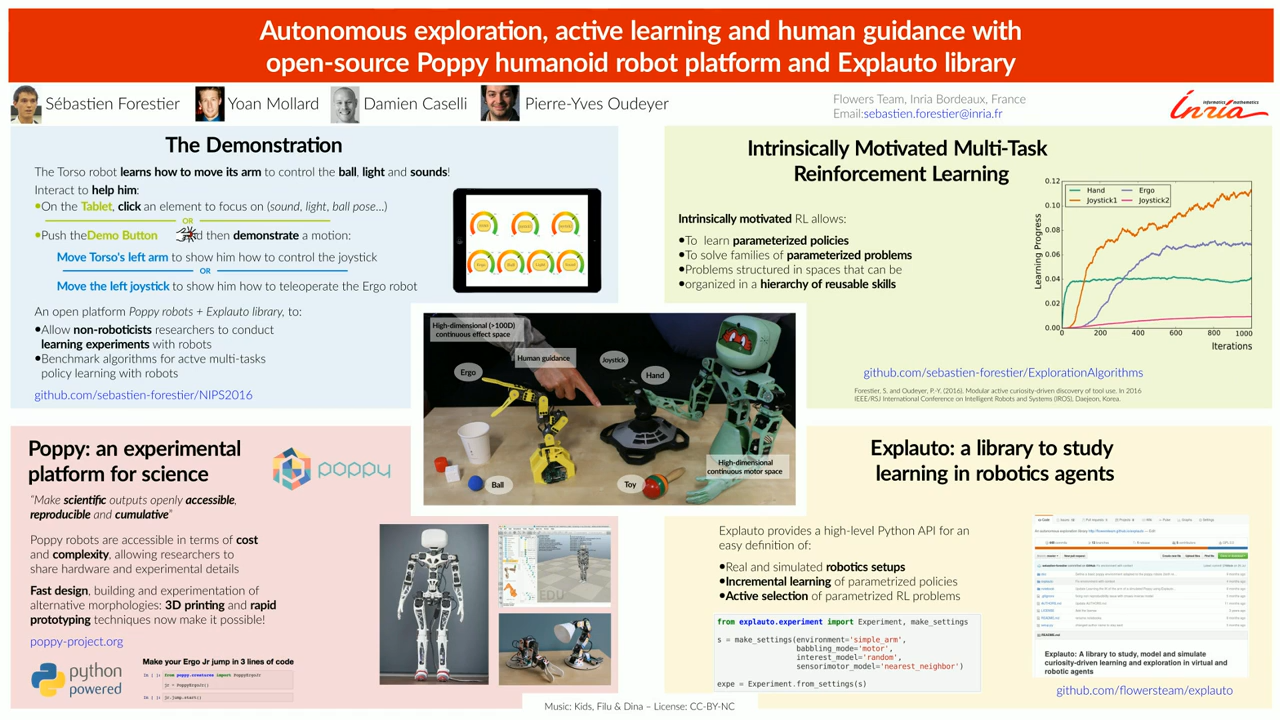 Autonomous exploration, active learning and human guidance with
open-source Poppy humanoid robot platform and Explauto library
Sébastien Forestier
Yoan Mollard
Damien Caselli
Pierre-Yves Oudeyer
Flowers Team, Inria Bordeaux, France
Email:sebastien.forestier@inria.fr
informatics mathematics
inria
The Demonstration
The Torso robot learns how to move its arm to control the ball, light and sounds!
Interact to help him:
•On the Tablet, click an element to focus on (sound, light, ball pose...)
OR
•Push the Demo Button d then demonstrate a motion:
Move Torso's left arm to show him how to control the joystick
OR
Move the left joystick to show him how to teleoperate the Ergo robot
An open platform Poppy robots + Explauto library, to:
•Allow non-roboticists researchers to conduct
learning experiments with robots
•Benchmark algorithms for actve multi-tasks
policy learning with robots
github.com/sebastien-forestier/NIPS2016
Intrinsically Motivated Multi-Task
Reinforcement Learning
Intrinsically motivated RL allows:
•To learn parameterized policies
•To solve families of parameterized problems
•Problems structured in spaces that can be
•organized in a hierarchy of reusable skills
Learning Progress
0.12
0.10
0.08
0.06
0.04
0.02
0.00
Hand
Ergo
Joystick1
Joystick2
0
200
400
600
800
1000
Iterations
github.com/sebastien-forestier/ExplorationAlgorithms
Forestier, S. and Oudeyer, P.-Y. (2016). Modular active curiosity-driven discovery of tool use. In 2016
IEEE/RSJ International Conference on Intelligent Robots and Systems (IROS), Daejeon, Korea.
High-dimensional (>100D)
continuous effect space
Human guidance
Ergo
Joystick
Hand
Ball
Toy
High-dimensional
continuous motor space
Poppy: an experimental
platform for science
poppy
"Make scientific outputs openly accessible,
reproducible and cumulative"
Poppy robots are accessible in terms of cost
and complexity, allowing researchers to
share hardware and experimental details
Fast design, building and experimentation of
alternative morphologies: 3D printing and rapid
prototyping techniques now make it possible!
poppy-project.org
python
powered
Make your Ergo Jr jump in 3 lines of code
from poppy.creatures import PoppyErgoJr
jr = PoppyErgoJr()
jr.jump.start()
EDU
Explauto: a library to study
learning in robotics agents
Explauto provides a high-level Python API for an
easy definition of:
•Real and simulated robotics setups
•Incremental learning of parametrized policies
•Active selection of parametrized RL problems
from explauto.experiment import Experiment, make_settings
s = make_settings(environment='simple_arm',
babbling_mode='motor',
interest_model='random',
sensorimotor_model='nearest_neighbor')
expe = Experiment.from_settings(s)
Explauto: A library to study, model and simulate
curiosity-driven learning and exploration in virtual and
robotic agents
github.com/flowersteam/explauto
Music: Kids, Filu & Dina – License: CC-BY-NC